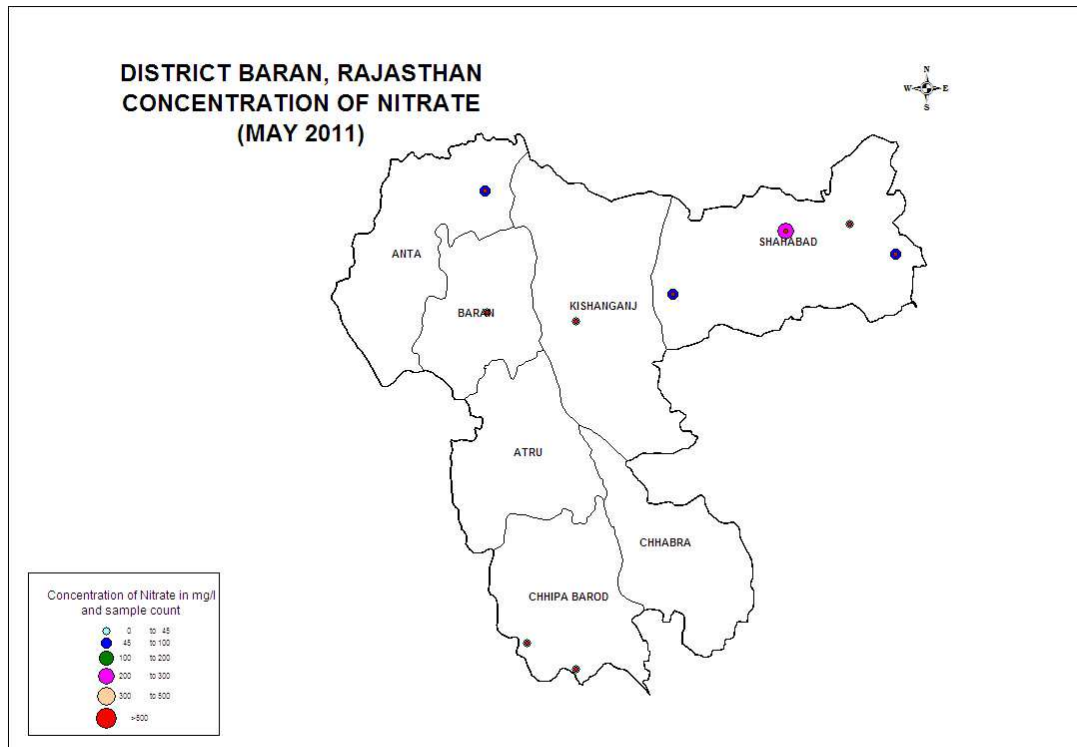 DISTRICT BARAN, RAJASTHAN
CONCENTRATION OF NITRATE
(MAY 2011)
N
W E
S
SHAHABAD
ANTA
KISHANGANJ
BARAN
ATRU
CHHABRA
CHHIPA BAROD
Concentration of Nitrate in mg/l
and sample count
0 to 45
45 to 100
100 to 200
200 to 300
300 to 500
>500